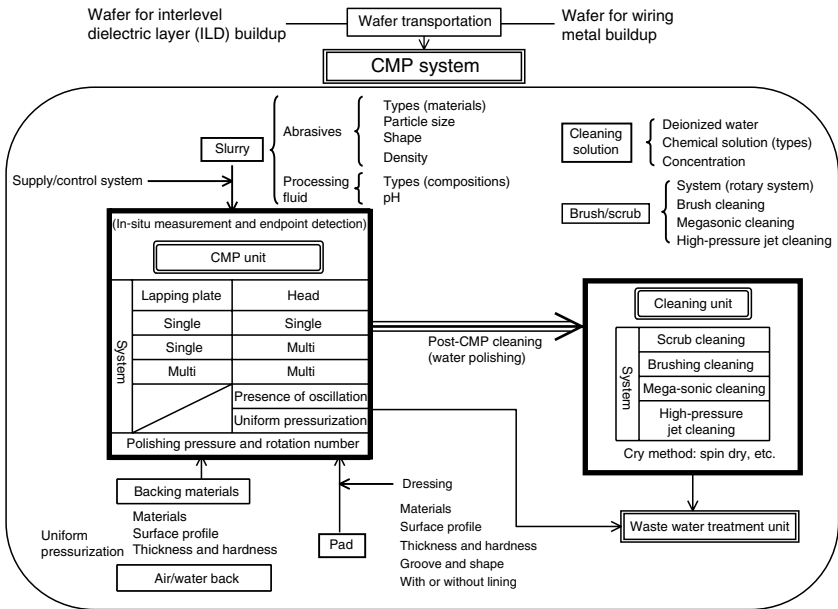 Wafer for interlevel
dielectric layer (ILD) buildup
Wafer transportation
Wafer for wiring
metal buildup
CMP system
Slurry
Abrasives
Types (materials)
Particle size
Shape
Density
Processing
fluid
Types (compositions)
pH
Supply/control system
Cleaning
solution
Deionized water
Chemical solution (types)
Concentration
Brush/scrub
System (rotary system)
Brush cleaning
Megasonic cleaning
High-pressure jet cleaning
(In-situ measurement and endpoint detection)
CMP unit
System
Lapping plate Head
Single Single
Single Multi
Multi Multi
Presence of oscillation
Uniform pressurization
Polishing pressure and rotation number
Post-CMP cleaning
(water polishing)
Cleaning unit
System
Scrub cleaning
Brushing cleaning
Mega-sonic cleaning
High-pressure
jet cleaning
Cry method: spin dry, etc.
Backing materials
Uniform
pressurization
Materials
Surface profile
Thickness and hardness
Air/water back
Pad
Dressing
Materials
Surface profile
Thickness and hardness
Groove and shape
With or without lining
Waste water treatment unit